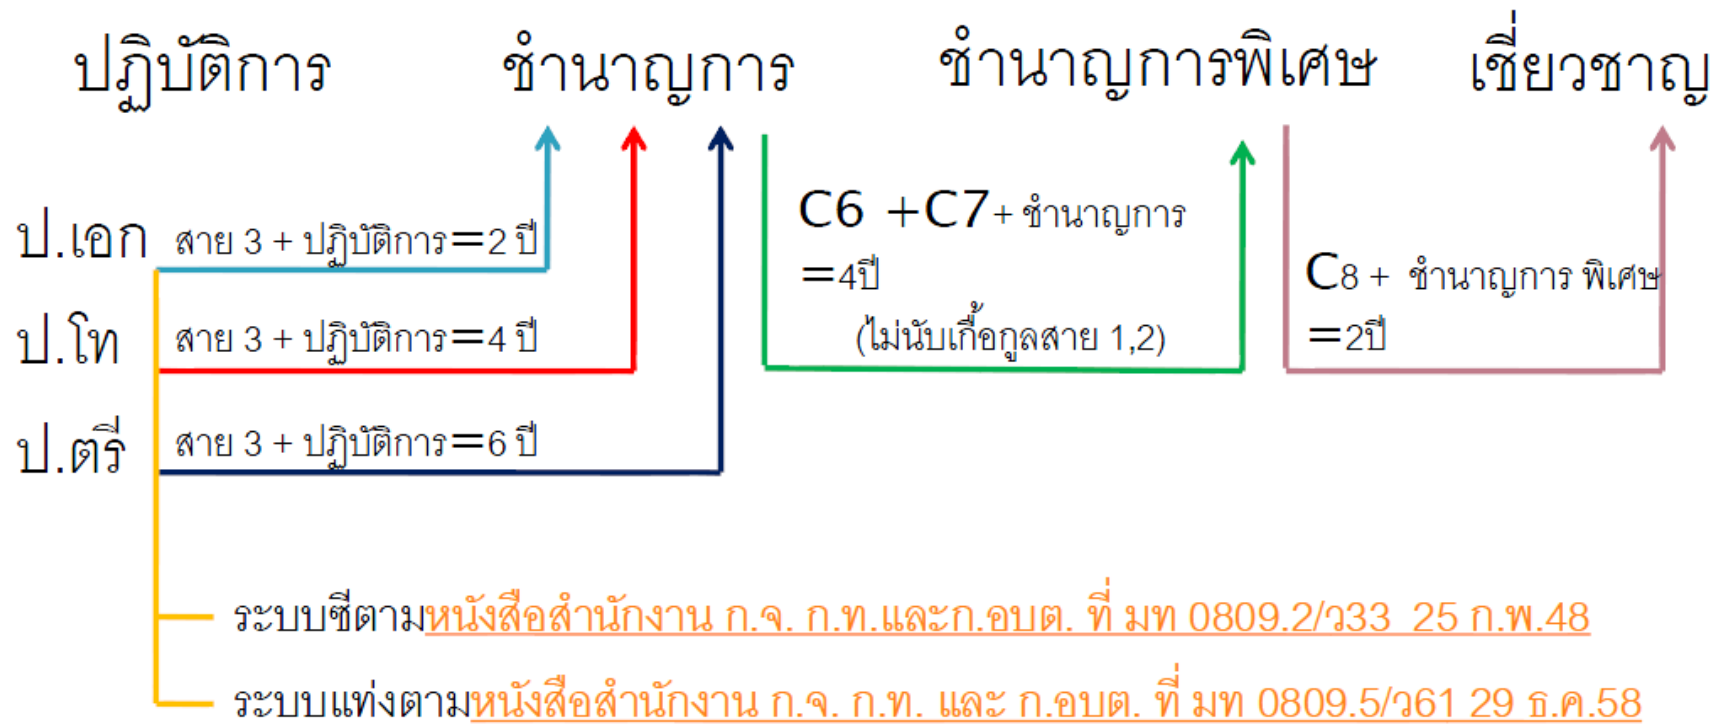 ปฏิบัติการ ชำนาญการ ชำนาญการพิเศษ เชี่ยวชาญ
ป.เอก สาย 3 + ปฏิบัติการ=2 ปี
ป.โท สาย 3 + ปฏิบัติการ=4 ปี
ป.ตรี สาย 3 + ปฏิบัติการ=6 ปี
C6 +C7+ ชำนาญการ
=4ปี
(ไม่นับเกื้อกูลสาย 1,2)
C8 + ชำนาญการ พิเศษ
=2ปี
ระบบซีตามหนังสือสำนักงาน ก.จ. ก.ท.และก.อบต. ที่ มท 0809.2/ว33 25 ก.พ.48
ระบบแท่งตามหนังสือสำนักงาน ก.จ. ก.ท. และ ก.อบต. ที่ มท 0809.5/ว61 29 ธ.ค.58